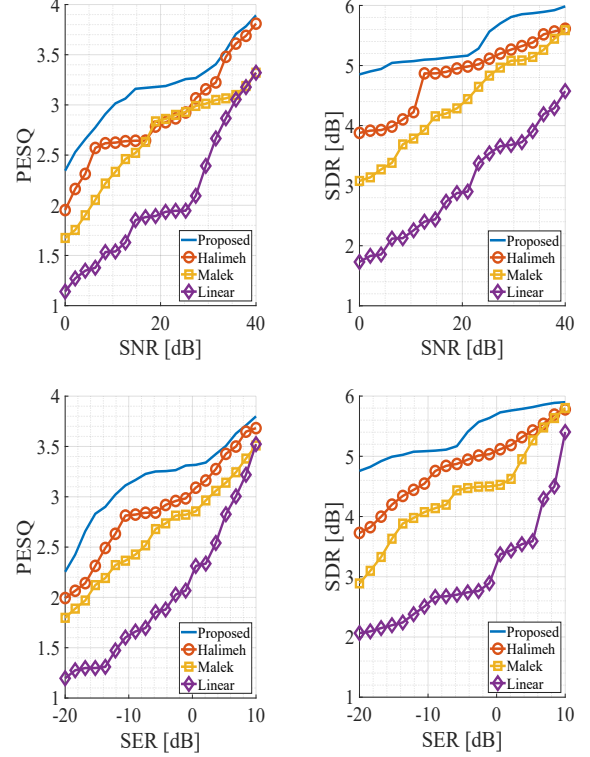 4
3.5
3
2.5
2
1.5
1
PESQ
0
20
40
SNR [dB]
Proposed
Halimeh
Malek
Linear
6
5
4
3
2
1
SDR [dB]
0
20
40
SNR [dB]
Proposed
Halimeh
Malek
Linear
4
3.5
3
2.5
2
1.5
1
PESQ
-20
-10
0
10
SER [dB]
Proposed
Halimeh
Malek
Linear
6
5
4
3
2
1
SDR [dB]
-20
-10
0
10
SER [dB]
Proposed
Halimeh
Malek
Linear